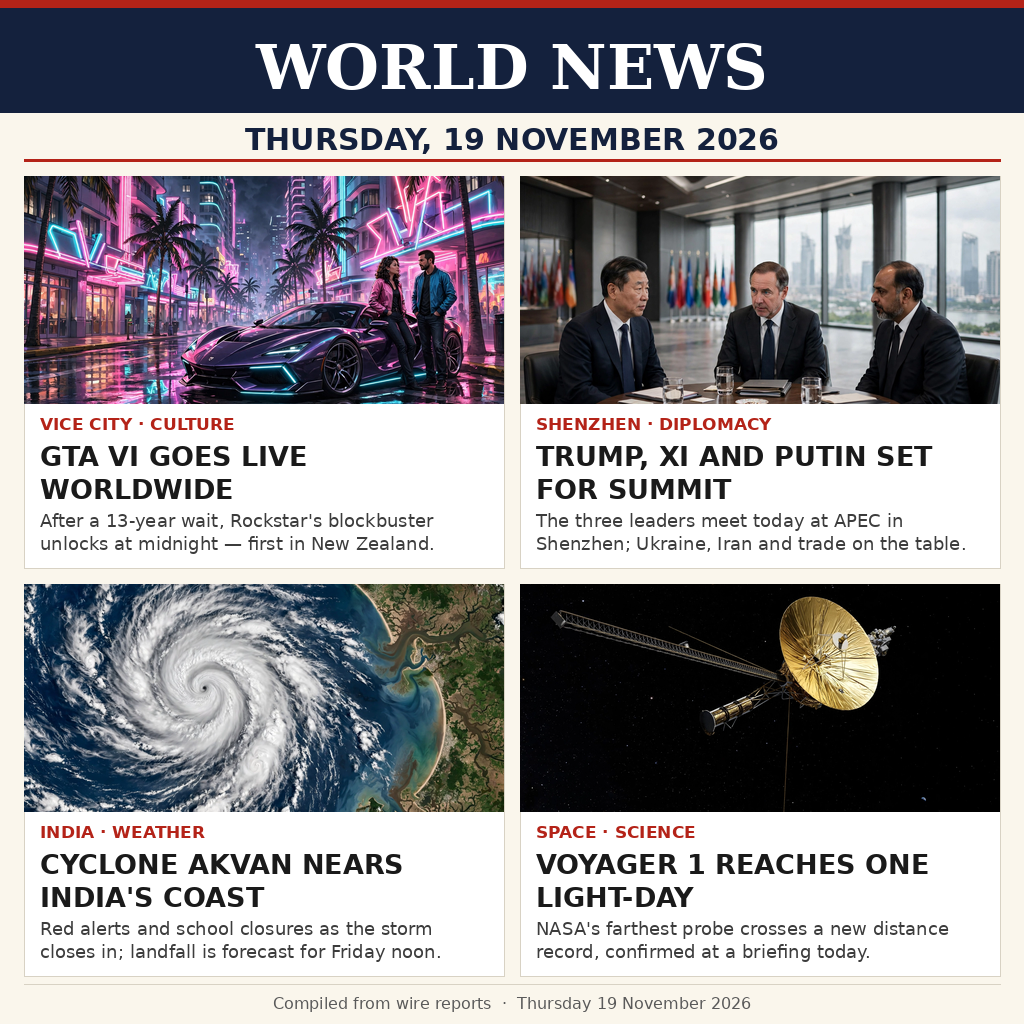 WORLD NEWS
THURSDAY, 19 NOVEMBER 2026
VICE CITY · CULTURE
GTA VI GOES LIVE
WORLDWIDE
After a 13-year wait, Rockstar's blockbuster
unlocks at midnight — first in New Zealand.
SHENZHEN · DIPLOMACY
TRUMP, XI AND PUTIN SET
FOR SUMMIT
The three leaders meet today at APEC in
Shenzhen; Ukraine, Iran and trade on the table.
INDIA · WEATHER
CYCLONE AKVAN NEARS
INDIA'S COAST
Red alerts and school closures as the storm
closes in; landfall is forecast for Friday noon.
SPACE · SCIENCE
VOYAGER 1 REACHES ONE
LIGHT-DAY
NASA's farthest probe crosses a new distance
record, confirmed at a briefing today.
Compiled from wire reports · Thursday 19 November 2026